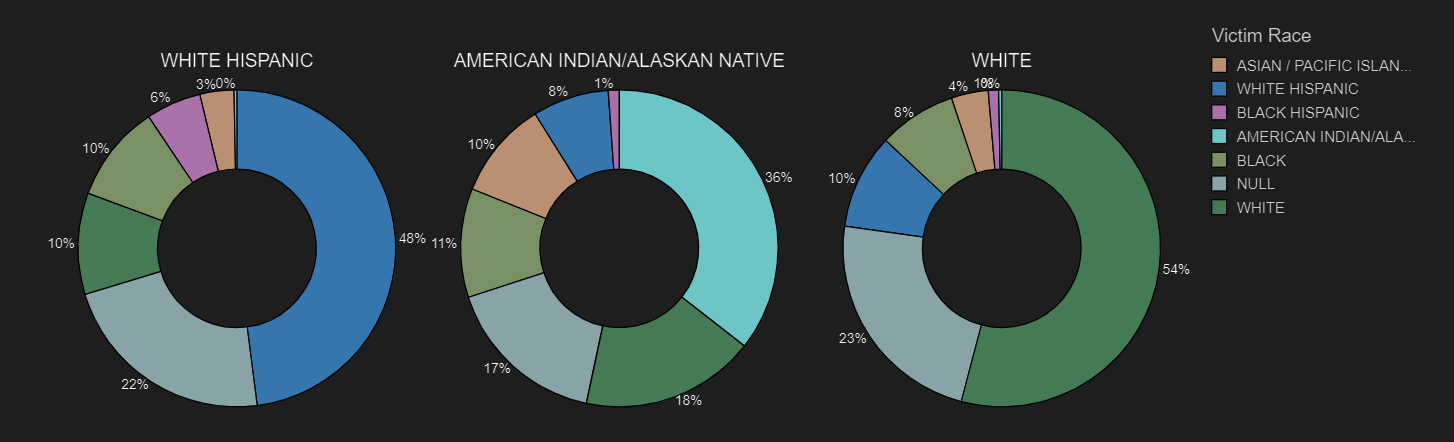 WHITE HISPANIC
3%
0%
6%
10%
10%
22%
48%
AMERICAN INDIAN/ALASKAN NATIVE
1%
8%
10%
11%
17%
18%
36%
WHITE
4%
1%
0%
8%
10%
23%
54%
Victim Race
ASIAN / PACIFIC ISLAN...
WHITE HISPANIC
BLACK HISPANIC
AMERICAN INDIAN/ALA...
BLACK
NULL
WHITE